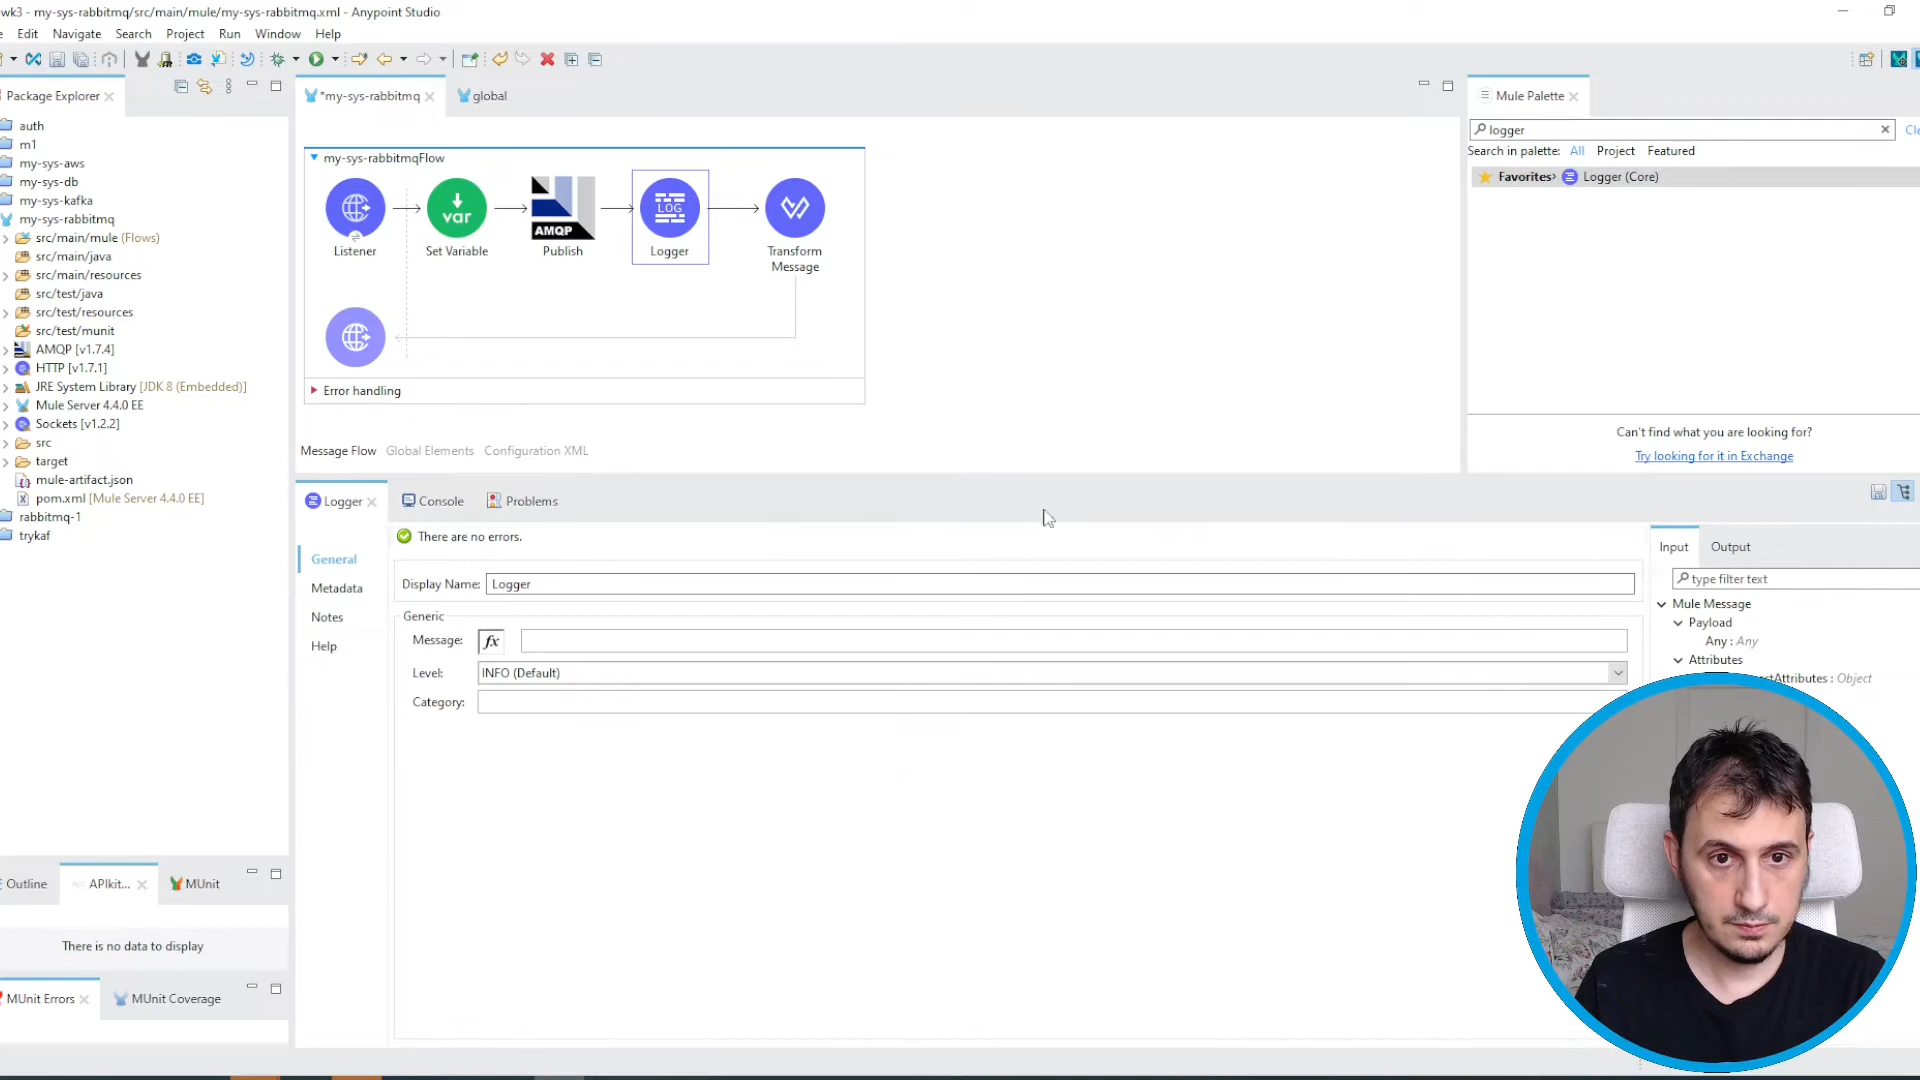 wk3 - my-sys-rabbitmq/src/main/mule/my-sys-rabbitmq.xml - Anypoint Studio
Edit Navigate Search Project Run Window Help
Package Explorer
auth
m1
my-sys-aws
my-sys-db
my-sys-kafka
my-sys-rabbitmq
src/main/mule (Flows)
src/main/java
src/main/resources
src/test/java
src/test/resources
src/test/munit
AMQP [v1.7.4]
HTTP [v1.7.1]
JRE System Library [JDK 8 (Embedded)]
Mule Server 4.4.0 EE
Sockets [v1.2.2]
src
target
mule-artifact.json
pom.xml [Mule Server 4.4.0 EE]
rabbitmq-1
trykaf
Outline APIkit... MUnit
There is no data to display
MUnit Errors MUnit Coverage
*my-sys-rabbitmq global
my-sys-rabbitmqFlow
var
AMQP
LOG
Listener Set Variable Publish Logger Transform
Message
Error handling
Message Flow Global Elements Configuration XML
Mule Palette
logger
Search in palette: All Project Featured
Favorites> Logger (Core)
Can't find what you are looking for?
Try looking for it in Exchange
Logger Console Problems
There are no errors.
General
Metadata
Notes
Help
Display Name: Logger
Generic
Message: fx
Level: INFO (Default)
Category:
Input Output
type filter text
Mule Message
Payload
Any : Any
Attributes
: Object